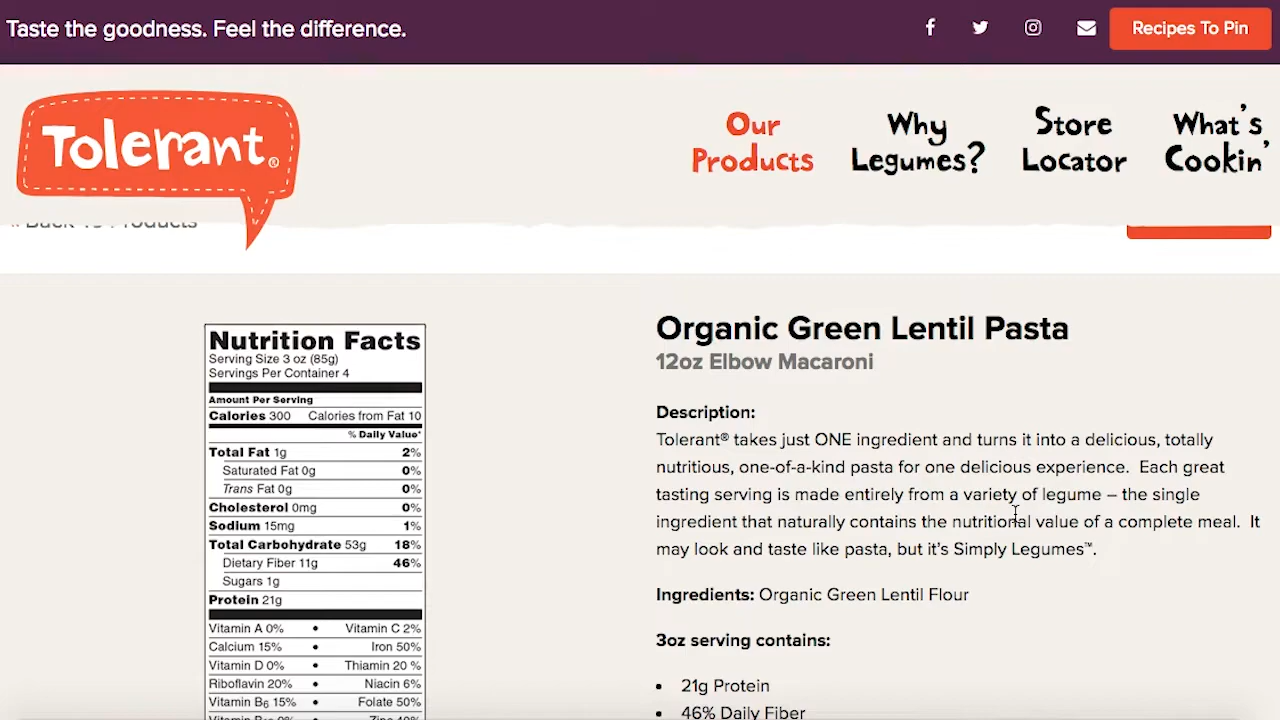 Taste the goodness. Feel the difference.
Recipes To Pin
Tolerant®
Our
Products
Why
Legumes?
Store
Locator
What's
Cookin'
Products
Organic Green Lentil Pasta
12oz Elbow Macaroni
Description:
Tolerant® takes just ONE ingredient and turns it into a delicious, totally
nutritious, one-of-a-kind pasta for one delicious experience. Each great
tasting serving is made entirely from a variety of legume – the single
ingredient that naturally contains the nutritional value of a complete meal. It
may look and taste like pasta, but it's Simply Legumes™.
Ingredients: Organic Green Lentil Flour
3oz serving contains:
• 21g Protein
• 46% Daily Fiber
Nutrition Facts
Serving Size 3 oz (85g)
Servings Per Container 4
Amount Per Serving
Calories 300 Calories from Fat 10
% Daily Value*
Total Fat 1g 2%
Saturated Fat 0g 0%
Trans Fat 0g 0%
Cholesterol 0mg 0%
Sodium 15mg 1%
Total Carbohydrate 53g 18%
Dietary Fiber 11g 46%
Sugars 1g
Protein 21g
Vitamin A 0% • Vitamin C 2%
Calcium 15% • Iron 50%
Vitamin D 0% • Thiamin 20 %
Riboflavin 20% • Niacin 6%
Vitamin B6 15% • Folate 50%